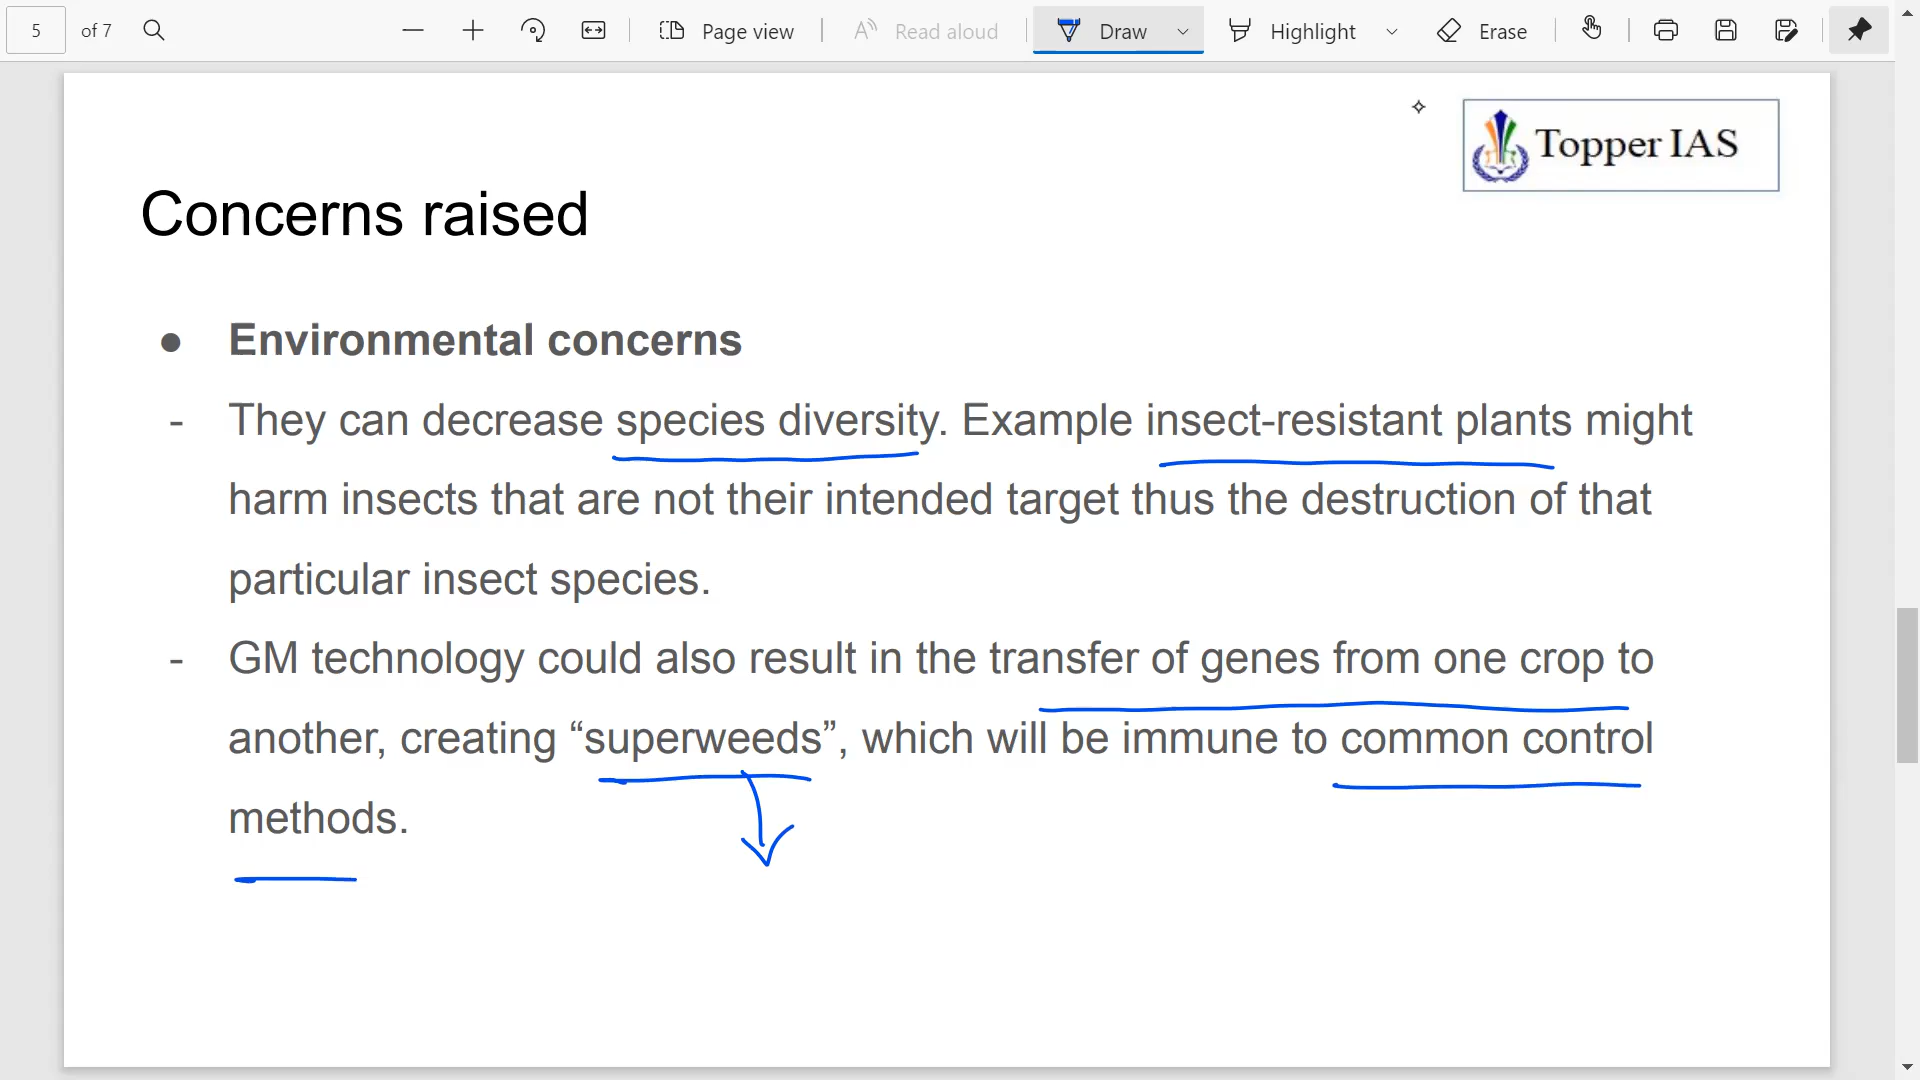 5 of 7 Page view Read aloud Draw Highlight Erase
Topper IAS
Concerns raised
● Environmental concerns
- They can decrease species diversity. Example insect-resistant plants might
harm insects that are not their intended target thus the destruction of that
particular insect species.
- GM technology could also result in the transfer of genes from one crop to
another, creating “superweeds”, which will be immune to common control
methods.